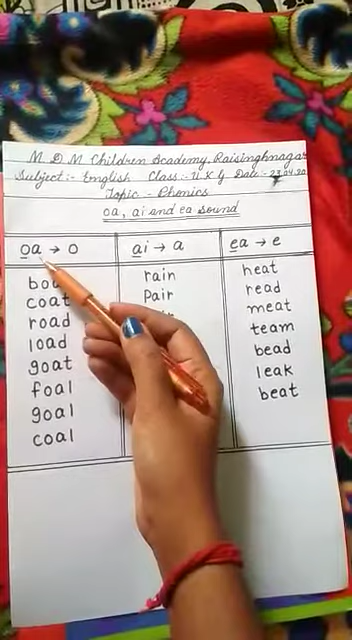 M. D. M Children Academy, Raisinghnagar
Subject:- English Class:- U.K.G Date:- 23.04.20
Topic - Phonics
oa, ai and ea sound
oa → o ai → a ea → e
rain heat
coat Pair read
road meat
load team
goat bead
foal leak
goal beat
coal